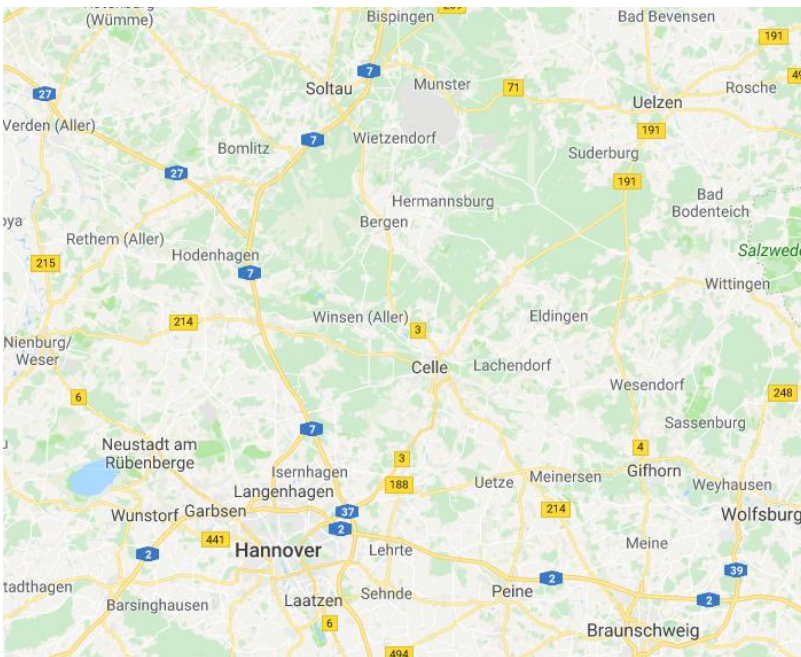 (Wümme)
Bispingen
Bad Bevensen
191
7
Soltau
Munster
71
Rosche
27
Uelzen
Verden (Aller)
191
7
Wietzendorf
Bomlitz
Suderburg
27
191
Hermannsburg
Bad
Bodenteich
Bergen
Rethem (Aller)
Hodenhagen
215
7
Salzwede
Wittingen
214
Winsen (Aller)
3
Eldingen
Nienburg/
Weser
Celle
Lachendorf
Wesendorf
6
248
Sassenburg
7
Neustadt am
Rübenberge
3
4
Isernhagen
Gifhorn
Langenhagen
188
Uetze
Meinersen
Weyhausen
Wunstorf
Garbsen
37
214
Wolfsburg
2
441
Hannover
Lehrte
Meine
2
tadthagen
Barsinghausen
Laatzen
Sehnde
Peine
2
39
2
6
Braunschweig
494